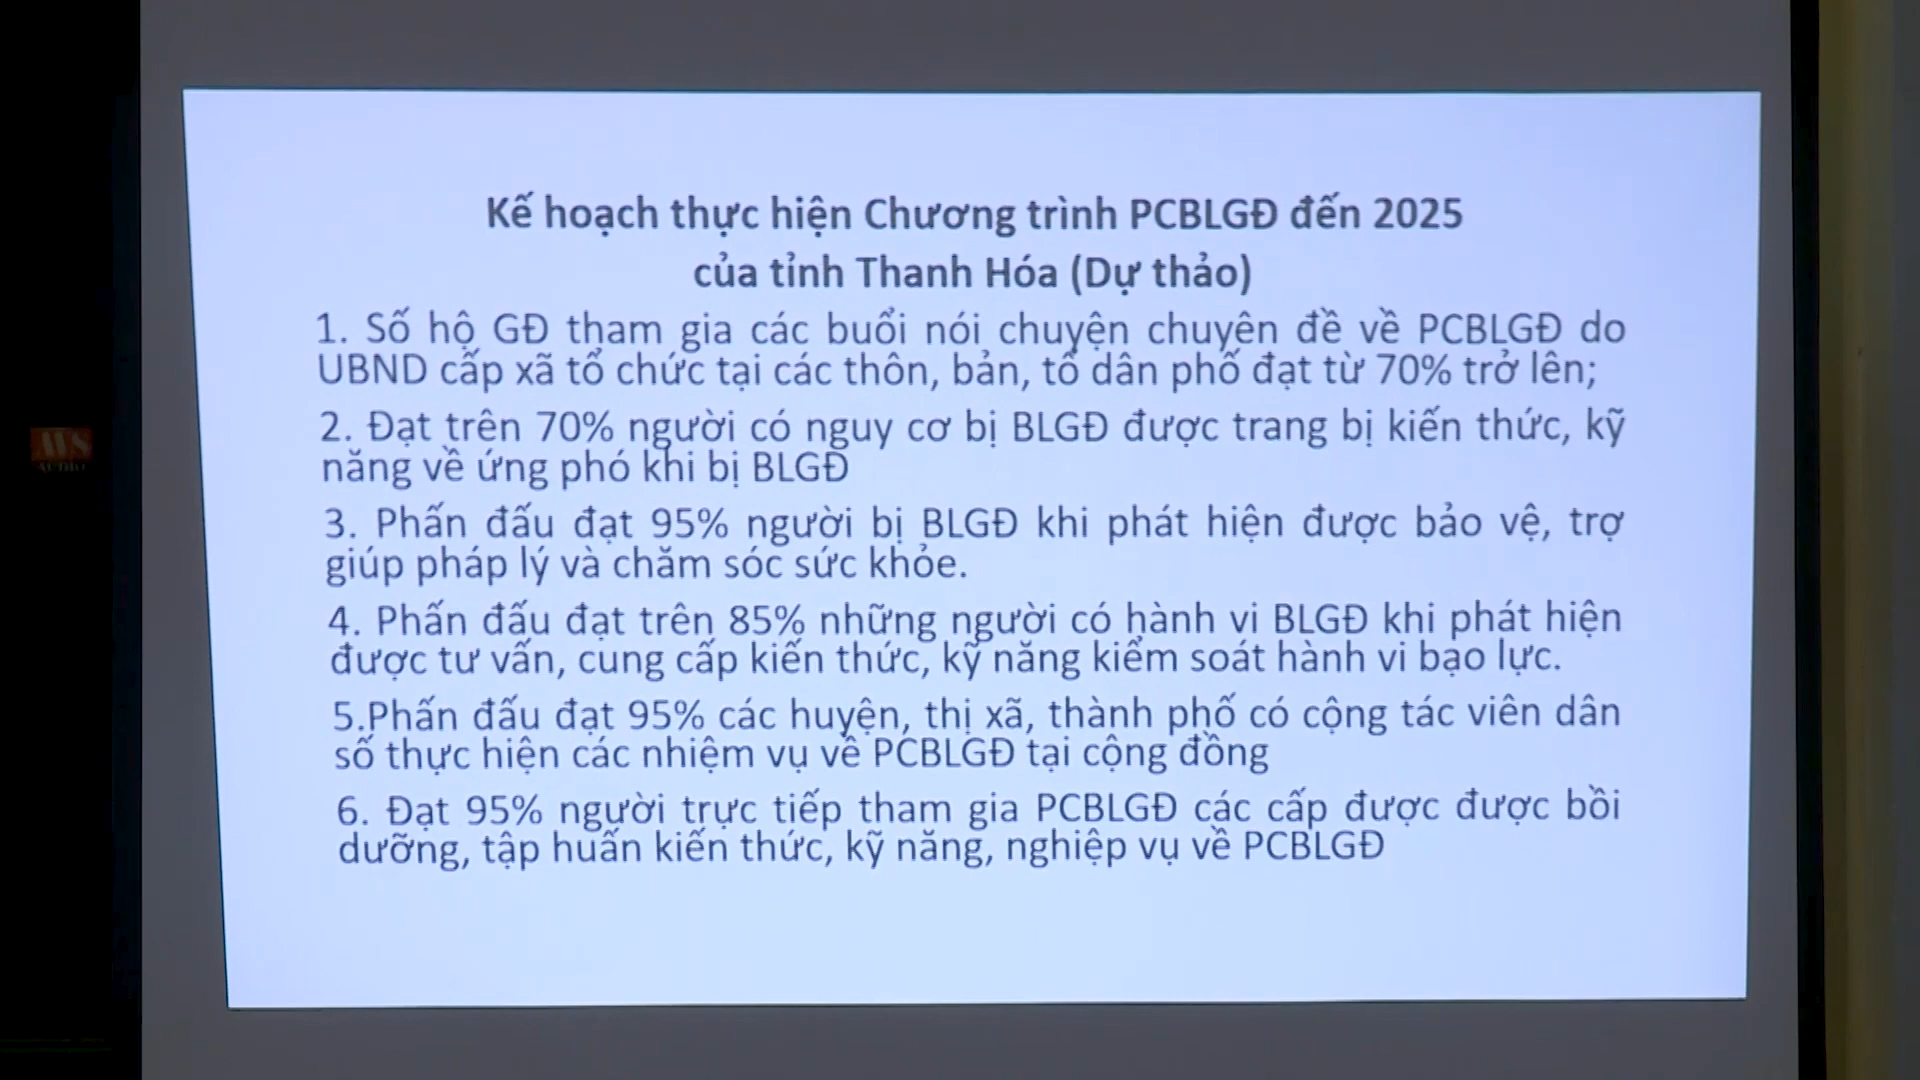 Kế hoạch thực hiện Chương trình PCBLGĐ đến 2025
của tỉnh Thanh Hóa (Dự thảo)
1. Số hộ GĐ tham gia các buổi nói chuyện chuyên đề về PCBLGĐ do
UBND cấp xã tổ chức tại các thôn, bản, tổ dân phố đạt từ 70% trở lên;
2. Đạt trên 70% người có nguy cơ bị BLGĐ được trang bị kiến thức, kỹ
năng về ứng phó khi bị BLGĐ
3. Phấn đấu đạt 95% người bị BLGĐ khi phát hiện được bảo vệ, trợ
giúp pháp lý và chăm sóc sức khỏe.
4. Phấn đấu đạt trên 85% những người có hành vi BLGĐ khi phát hiện
được tư vấn, cung cấp kiến thức, kỹ năng kiểm soát hành vi bạo lực.
5.Phấn đấu đạt 95% các huyện, thị xã, thành phố có cộng tác viên dân
số thực hiện các nhiệm vụ về PCBLGĐ tại cộng đồng
6. Đạt 95% người trực tiếp tham gia PCBLGĐ các cấp được được bồi
dưỡng, tập huấn kiến thức, kỹ năng, nghiệp vụ về PCBLGĐ
AUDIO